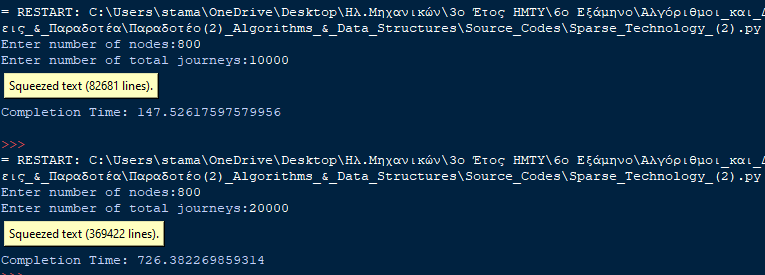 = RESTART: C:\Users\stama\OneDrive\Desktop\Ηλ.Μηχανικών\3ο Έτος ΗΜΤΥ\6ο Εξάμηνο\Αλγόριθμοι_και_Δ
εις_&_Παραδοτέα\Παραδοτέο(2)_Algorithms_&_Data_Structures\Source_Codes\Sparse_Technology_(2).py
Enter number of nodes:800
Enter number of total journeys:10000
Squeezed text (82681 lines).
Completion Time: 147.52617597579956
>>>
= RESTART: C:\Users\stama\OneDrive\Desktop\Ηλ.Μηχανικών\3ο Έτος ΗΜΤΥ\6ο Εξάμηνο\Αλγόριθμοι_και_Δ
εις_&_Παραδοτέα\Παραδοτέο(2)_Algorithms_&_Data_Structures\Source_Codes\Sparse_Technology_(2).py
Enter number of nodes:800
Enter number of total journeys:20000
Squeezed text (369422 lines).
Completion Time: 726.382269859314
>>>